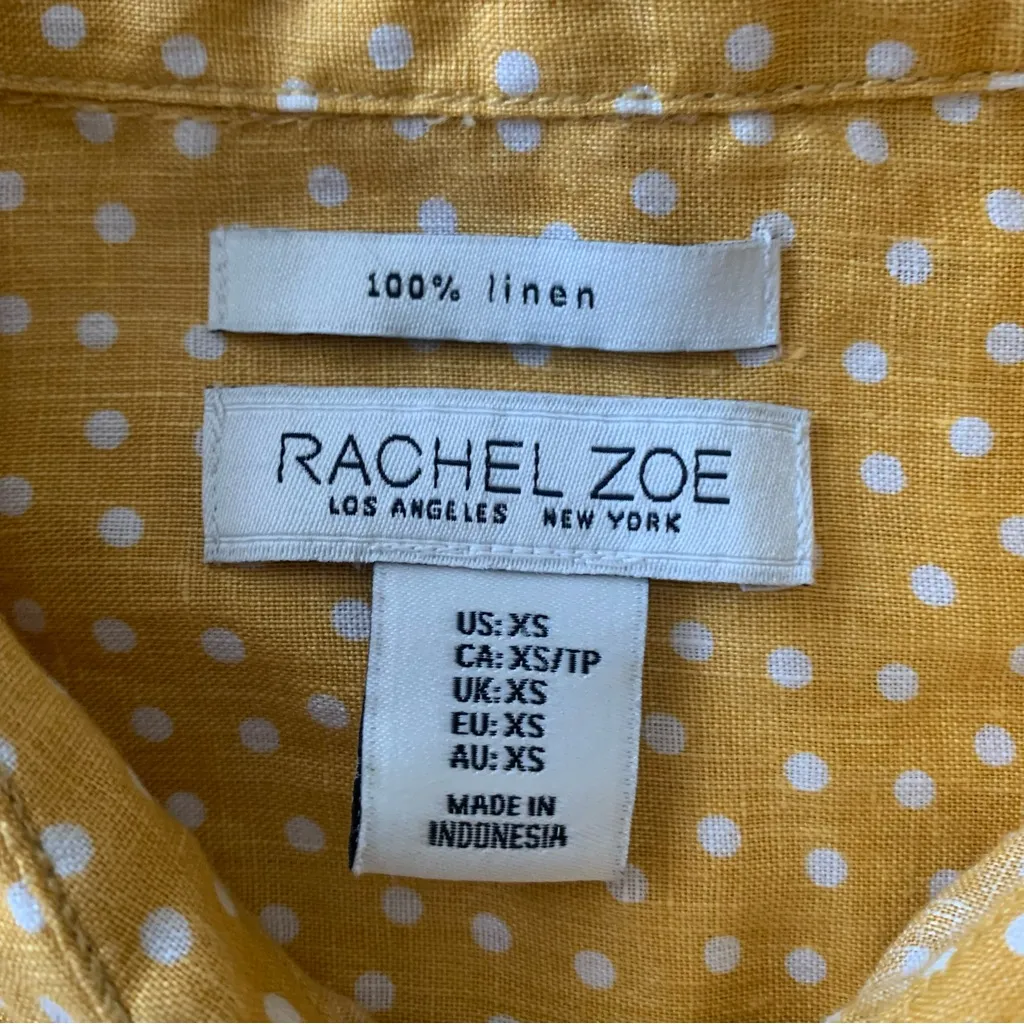 100% linen
RACHEL ZOE
LOS ANGELES NEW YORK
US: XS
CA: XS/TP
UK: XS
EU: XS
AU: XS
MADE IN
INDONESIA